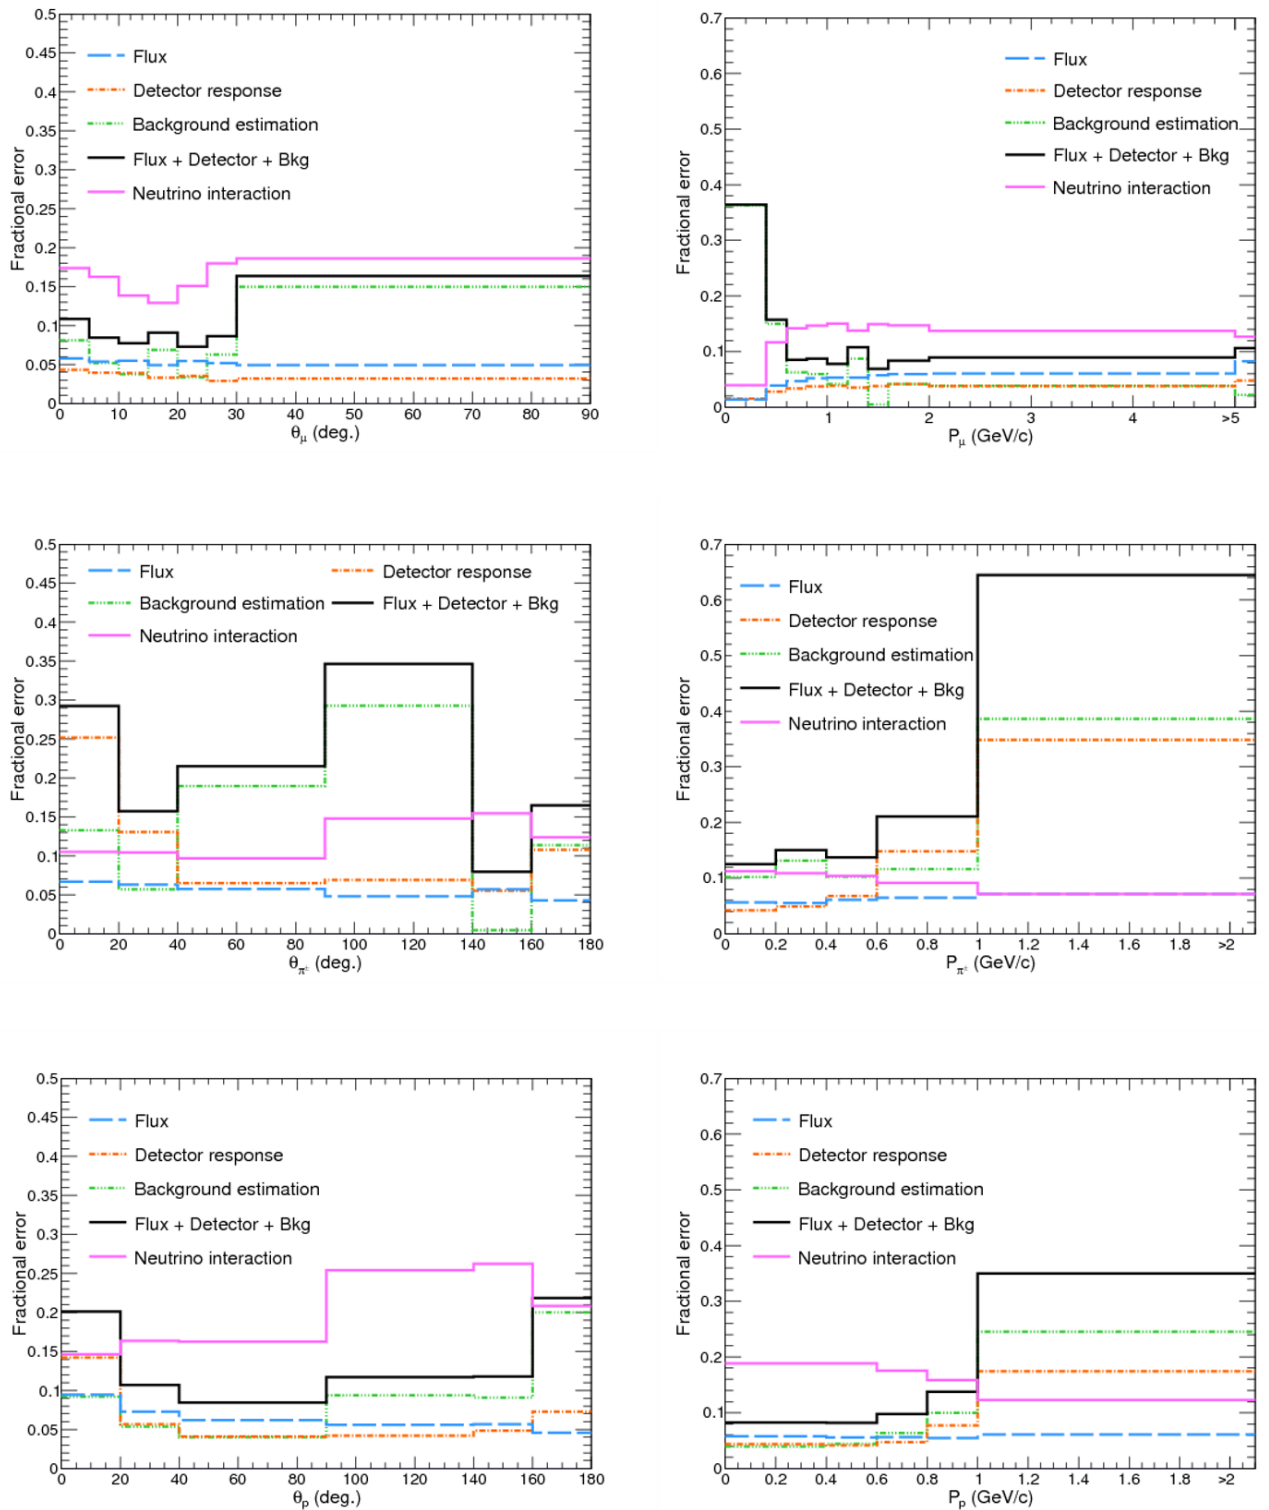 0.5
0.45
0.4
0.35
0.3
0.25
0.2
0.15
0.1
0.05
0
Fractional error
Flux
Detector response
Background estimation
Flux + Detector + Bkg
Neutrino interaction
0 10 20 30 40 50 60 70 80 90
θμ (deg.)
0.7
0.6
0.5
0.4
0.3
0.2
0.1
0
Fractional error
Flux
Detector response
Background estimation
Flux + Detector + Bkg
Neutrino interaction
0 1 2 3 4 >5
Pμ (GeV/c)
0.5
0.45
0.4
0.35
0.3
0.25
0.2
0.15
0.1
0.05
0
Fractional error
Flux Detector response
Background estimation Flux + Detector + Bkg
Neutrino interaction
0 20 40 60 80 100 120 140 160 180
θπ± (deg.)
0.7
0.6
0.5
0.4
0.3
0.2
0.1
0
Fractional error
Flux
Detector response
Background estimation
Flux + Detector + Bkg
Neutrino interaction
0 0.2 0.4 0.6 0.8 1 1.2 1.4 1.6 1.8 >2
Pπ± (GeV/c)
0.5
0.45
0.4
0.35
0.3
0.25
0.2
0.15
0.1
0.05
0
Fractional error
Flux
Detector response
Background estimation
Flux + Detector + Bkg
Neutrino interaction
0 20 40 60 80 100 120 140 160 180
θp (deg.)
0.7
0.6
0.5
0.4
0.3
0.2
0.1
0
Fractional error
Flux
Detector response
Background estimation
Flux + Detector + Bkg
Neutrino interaction
0 0.2 0.4 0.6 0.8 1 1.2 1.4 1.6 1.8 >2
Pp (GeV/c)